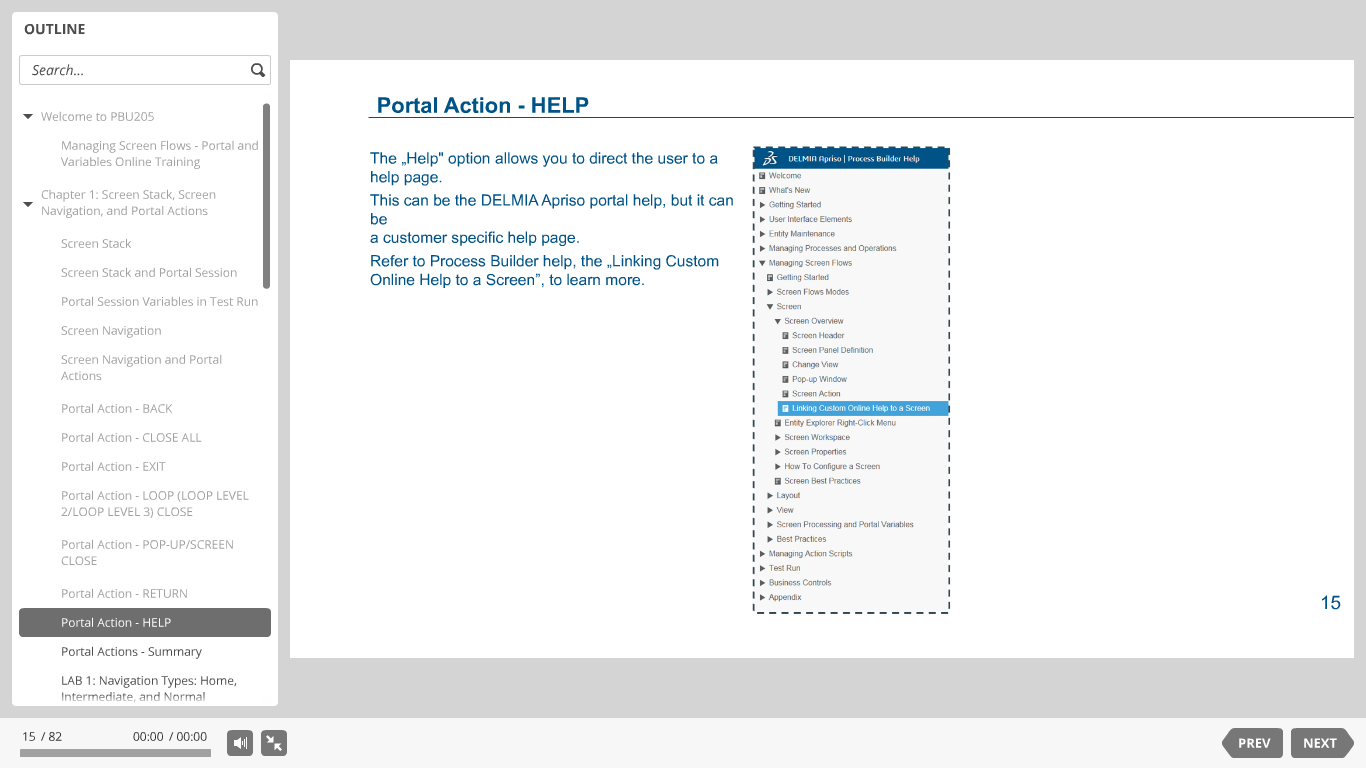 OUTLINE
Search...
Welcome to PBU205
Managing Screen Flows - Portal and
Variables Online Training
Chapter 1: Screen Stack, Screen
Navigation, and Portal Actions
Screen Stack
Screen Stack and Portal Session
Portal Session Variables in Test Run
Screen Navigation
Screen Navigation and Portal
Actions
Portal Action - BACK
Portal Action - CLOSE ALL
Portal Action - EXIT
Portal Action - LOOP (LOOP LEVEL
2/LOOP LEVEL 3) CLOSE
Portal Action - POP-UP/SCREEN
CLOSE
Portal Action - RETURN
Portal Action - HELP
Portal Actions - Summary
LAB 1: Navigation Types: Home,
Intermediate, and Normal
Portal Action - HELP
The „Help" option allows you to direct the user to a
help page.
This can be the DELMIA Apriso portal help, but it can
be
a customer specific help page.
Refer to Process Builder help, the „Linking Custom
Online Help to a Screen”, to learn more.
DELMIA Apriso | Process Builder Help
Welcome
What's New
Getting Started
User Interface Elements
Entity Maintenance
Managing Processes and Operations
Managing Screen Flows
Getting Started
Screen Flows Modes
Screen
Screen Overview
Screen Header
Screen Panel Definition
Change View
Pop-up Window
Screen Action
Linking Custom Online Help to a Screen
Entity Explorer Right-Click Menu
Screen Workspace
Screen Properties
How To Configure a Screen
Screen Best Practices
Layout
View
Screen Processing and Portal Variables
Best Practices
Managing Action Scripts
Test Run
Business Controls
Appendix
15
15 / 82
00:00 / 00:00
PREV
NEXT